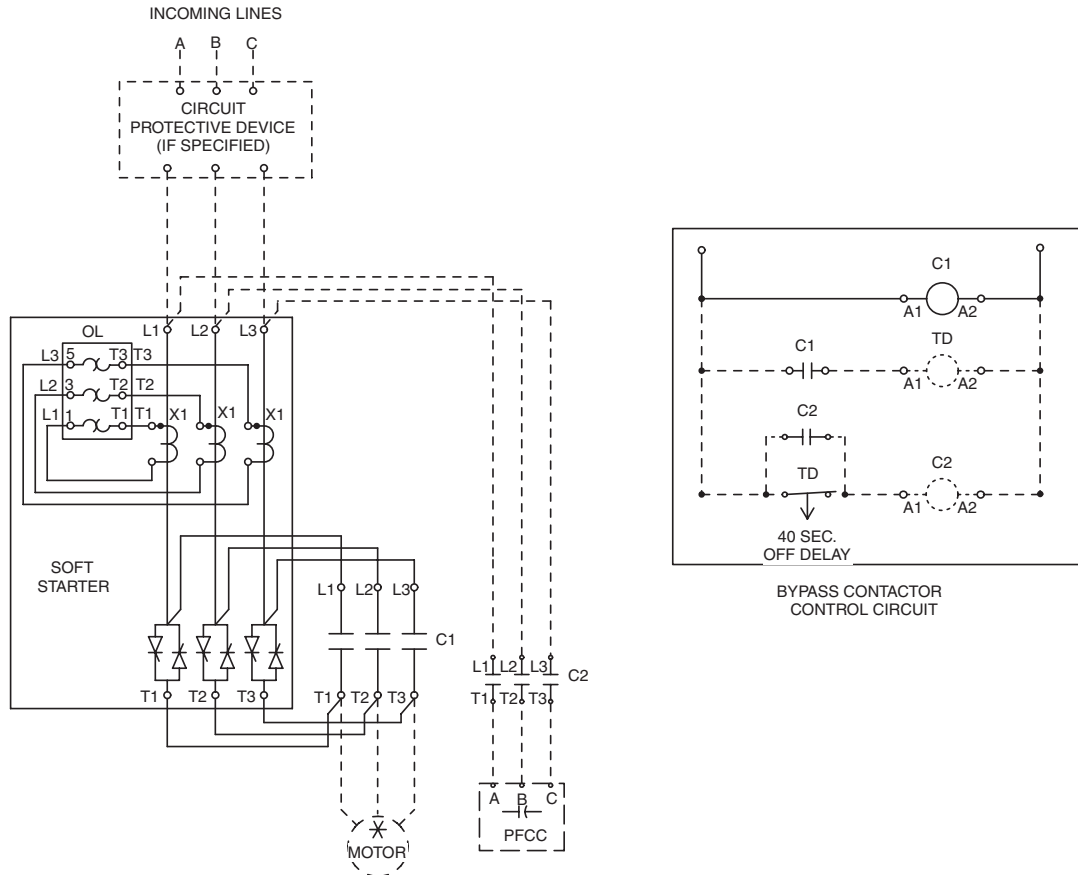 INCOMING LINES
A B C
CIRCUIT
PROTECTIVE DEVICE
(IF SPECIFIED)
L1 L2 L3
OL
L3 5 T3 T3
L2 3 T2 T2
L1 1 T1 T1 X1 X1 X1
SOFT
STARTER
T1 T2 T3
L1 L2 L3
C1
T1 T2 T3
MOTOR
L1 L2 L3
C2
T1 T2 T3
A B C
PFCC
C1
A1 A2
C1
TD
A1 A2
C2
TD
C2
A1 A2
40 SEC.
OFF DELAY
BYPASS CONTACTOR
CONTROL CIRCUIT